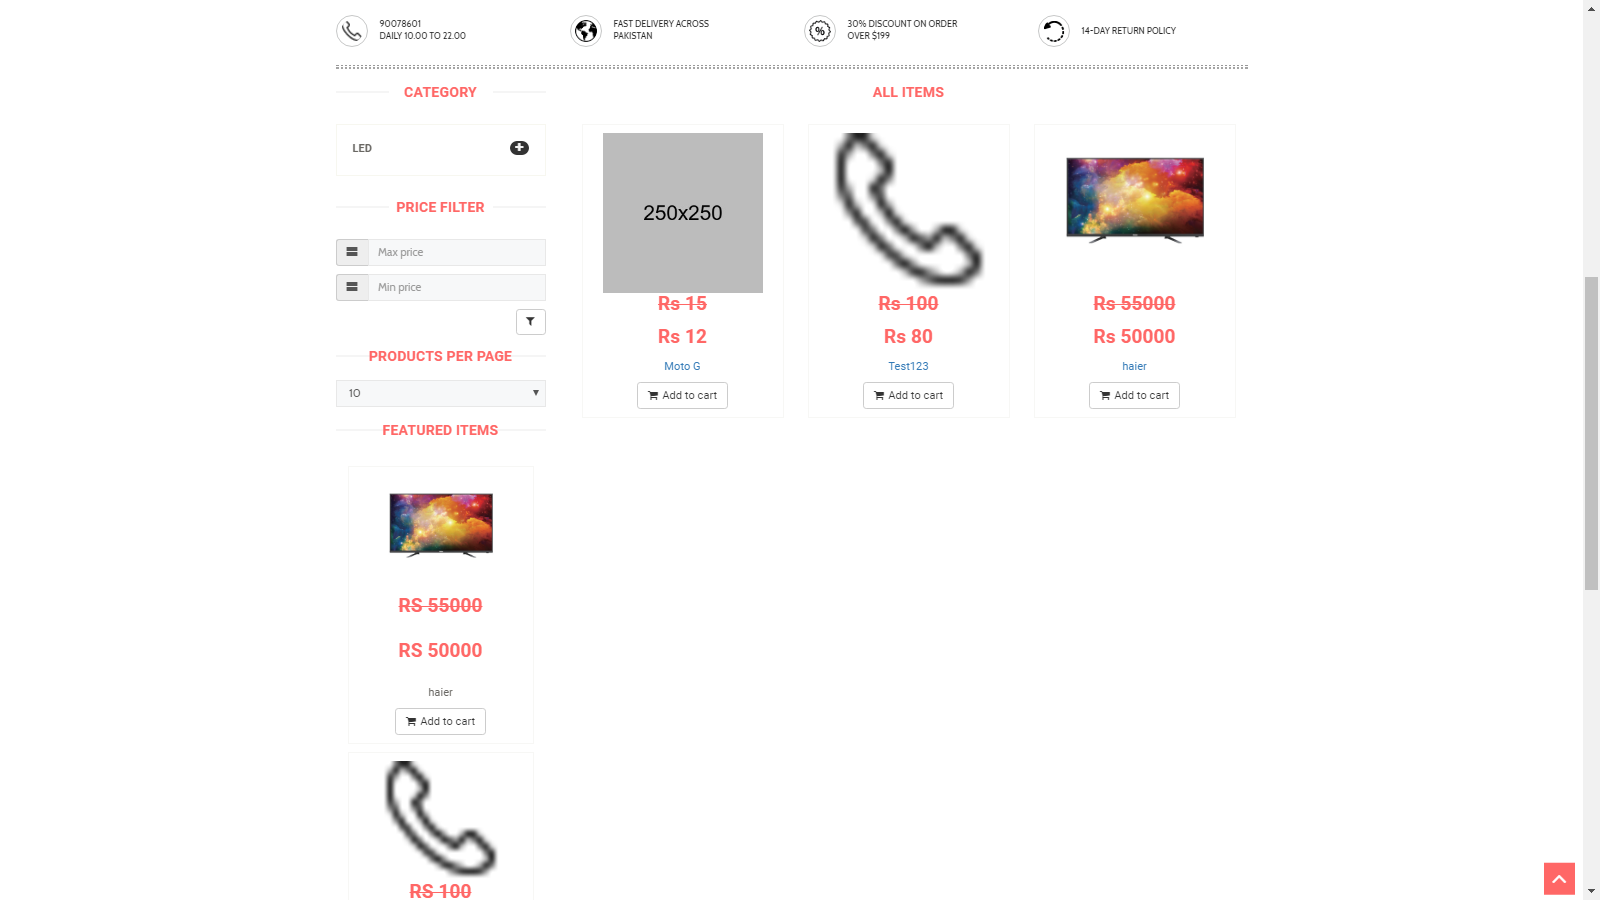 90078601
DAILY 10.00 TO 22.00
FAST DELIVERY ACROSS
PAKISTAN
30% DISCOUNT ON ORDER
OVER $199
14-DAY RETURN POLICY
CATEGORY
LED
PRICE FILTER
Max price
Min price
PRODUCTS PER PAGE
10
FEATURED ITEMS
RS 55000
RS 50000
haier
Add to cart
RS 100
ALL ITEMS
250x250
Rs 15
Rs 12
Moto G
Add to cart
Rs 100
Rs 80
Test123
Add to cart
Rs 55000
Rs 50000
haier
Add to cart